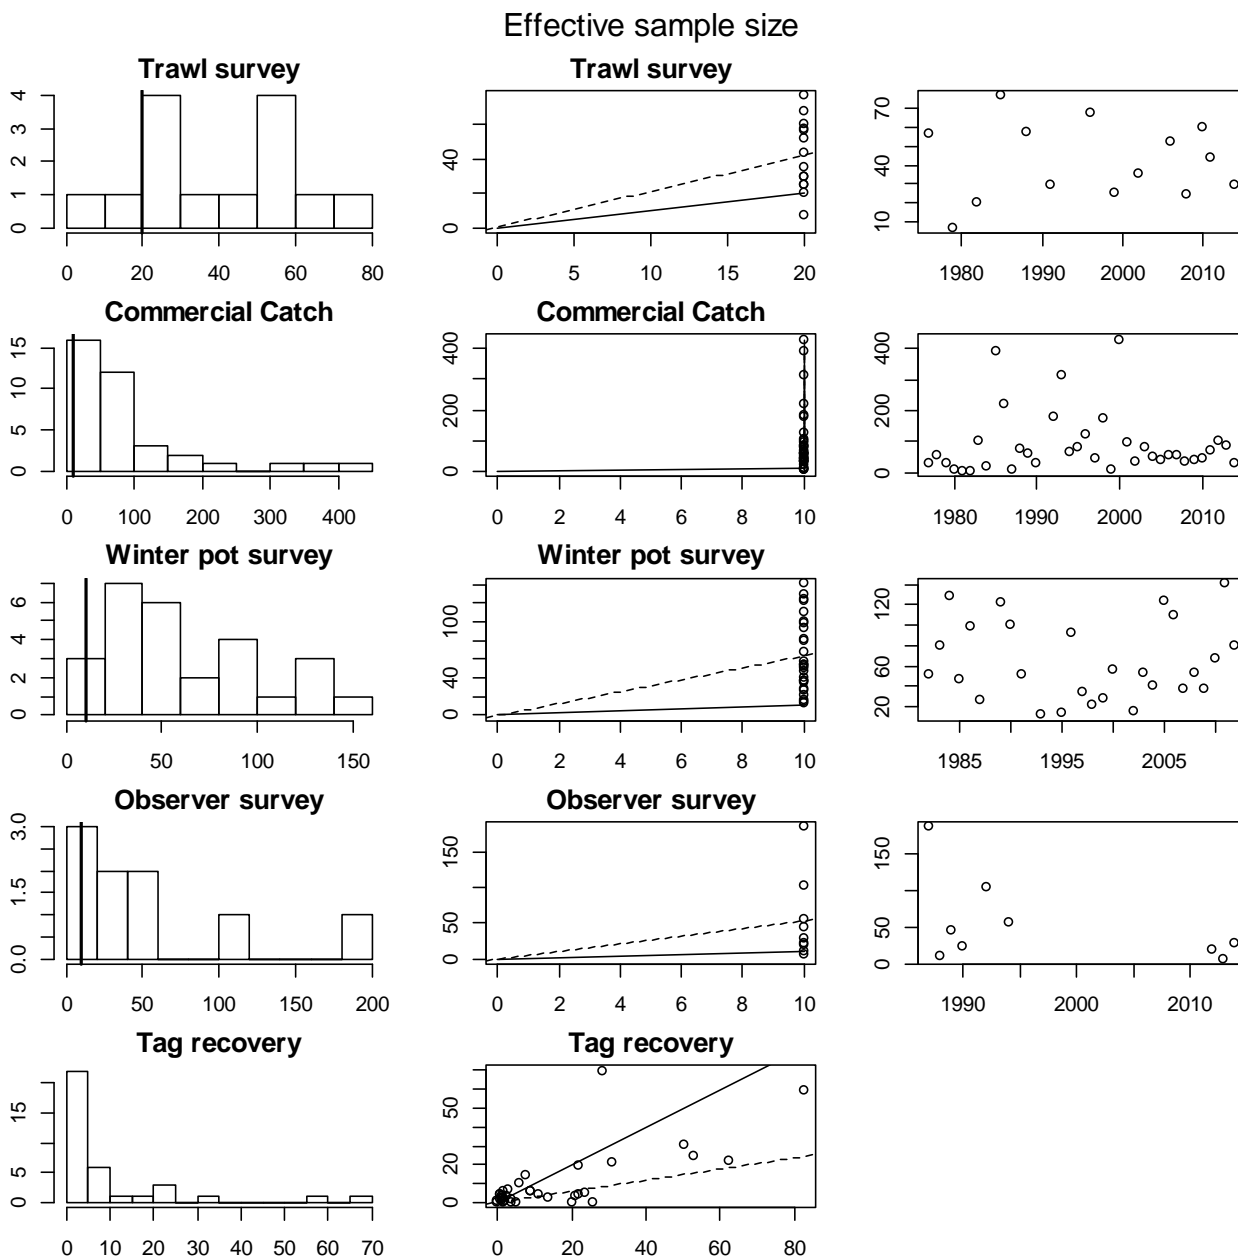 Effective sample size
Trawl survey Trawl survey
0 1 2 3 4
0 20 40 60 80
0 40
0 5 10 15 20
10 40 70
1980 1990 2000 2010
Commercial Catch Commercial Catch
0 5 10 15
0 100 200 300 400
0 200 400
0 2 4 6 8 10
0 200 400
1980 1990 2000 2010
Winter pot survey Winter pot survey
0 2 4 6
0 50 100 150
0 40 100
0 2 4 6 8 10
20 60 120
1985 1995 2005
Observer survey Observer survey
0.0 1.5 3.0
0 50 100 150 200
0 50 150
0 2 4 6 8 10
0 50 150
1990 2000 2010
Tag recovery Tag recovery
0 5 15
0 10 20 30 40 50 60 70
0 20 50
0 20 40 60 80